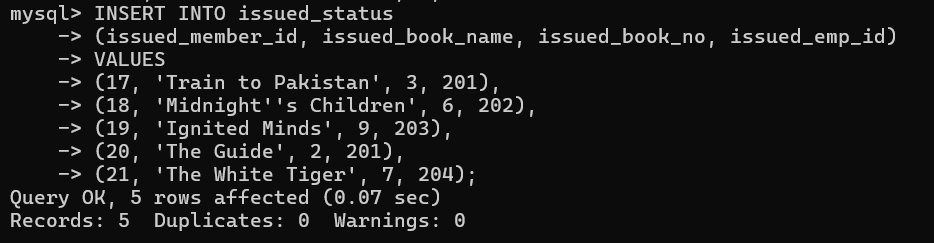 mysql> INSERT INTO issued_status
    -> (issued_member_id, issued_book_name, issued_book_no, issued_emp_id)
    -> VALUES
    -> (17, 'Train to Pakistan', 3, 201),
    -> (18, 'Midnight''s Children', 6, 202),
    -> (19, 'Ignited Minds', 9, 203),
    -> (20, 'The Guide', 2, 201),
    -> (21, 'The White Tiger', 7, 204);
Query OK, 5 rows affected (0.07 sec)
Records: 5  Duplicates: 0  Warnings: 0